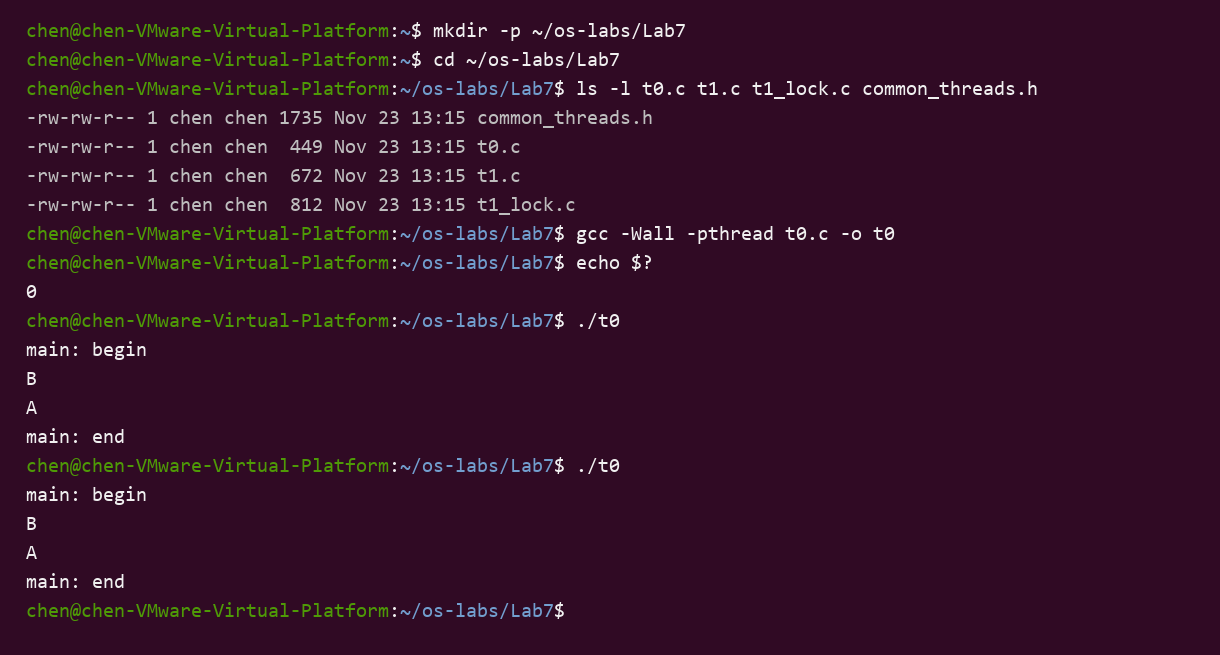 chen@chen-VMware-Virtual-Platform:~$ mkdir -p ~/os-labs/Lab7
chen@chen-VMware-Virtual-Platform:~$ cd ~/os-labs/Lab7
chen@chen-VMware-Virtual-Platform:~/os-labs/Lab7$ ls -l t0.c t1.c t1_lock.c common_threads.h
-rw-rw-r-- 1 chen chen 1735 Nov 23 13:15 common_threads.h
-rw-rw-r-- 1 chen chen  449 Nov 23 13:15 t0.c
-rw-rw-r-- 1 chen chen  672 Nov 23 13:15 t1.c
-rw-rw-r-- 1 chen chen  812 Nov 23 13:15 t1_lock.c
chen@chen-VMware-Virtual-Platform:~/os-labs/Lab7$ gcc -Wall -pthread t0.c -o t0
chen@chen-VMware-Virtual-Platform:~/os-labs/Lab7$ echo $?
0
chen@chen-VMware-Virtual-Platform:~/os-labs/Lab7$ ./t0
main: begin
B
A
main: end
chen@chen-VMware-Virtual-Platform:~/os-labs/Lab7$ ./t0
main: begin
B
A
main: end
chen@chen-VMware-Virtual-Platform:~/os-labs/Lab7$